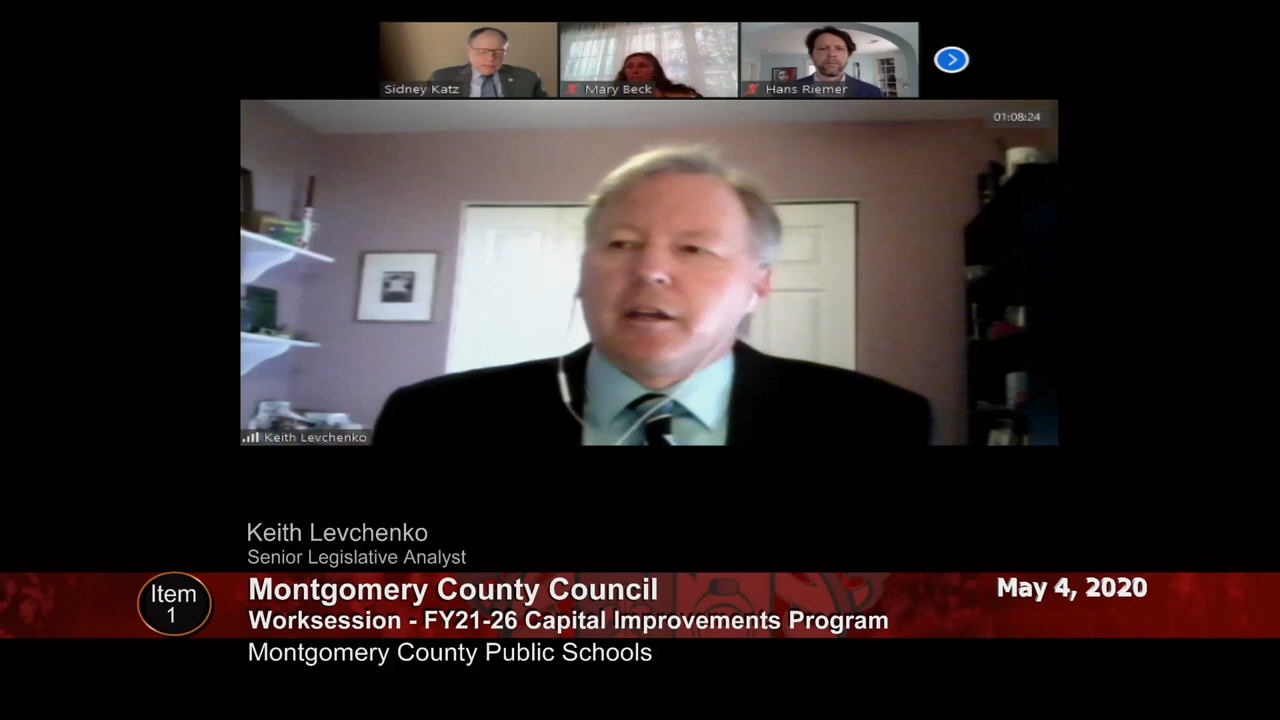 Sidney Katz
Mary Beck
Hans Riemer
01:08:24
Keith Levchenko
Keith Levchenko
Senior Legislative Analyst
Item
1
Montgomery County Council
May 4, 2020
Worksession - FY21-26 Capital Improvements Program
Montgomery County Public Schools